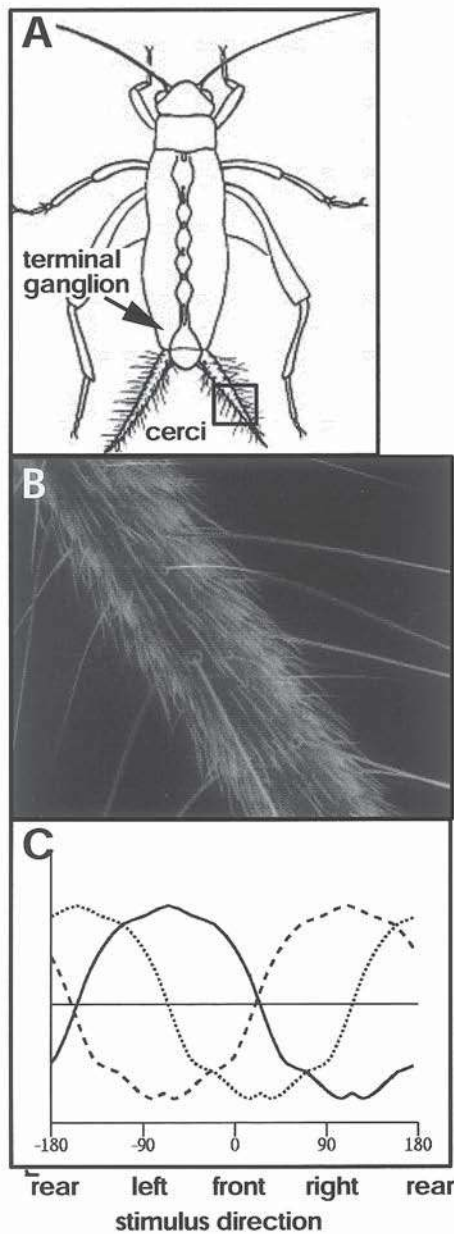 A
terminal
ganglion
cerci
B
C
-180 -90 0 90 180
rear left front right rear
stimulus direction